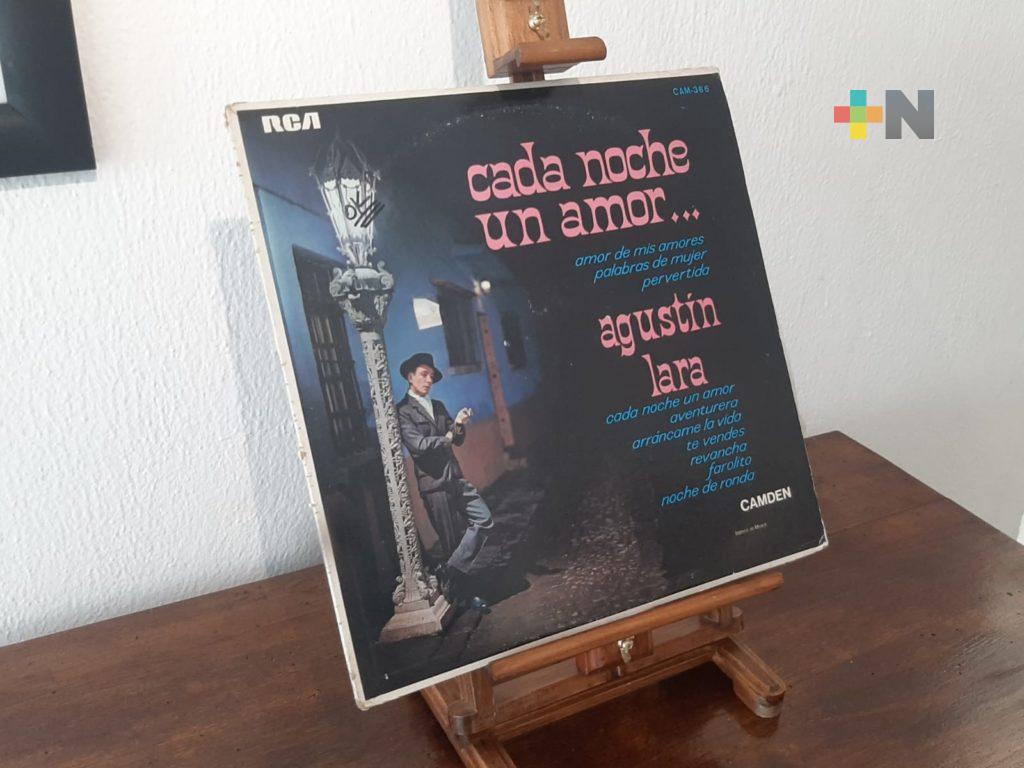 RCA
CAM-366
+N
cada noche
un amor...
amor de mis amores
palabras de mujer
pervertida
agustín
lara
cada noche un amor
aventurera
arráncame la vida
te vendes
revancha
farolito
noche de ronda
CAMDEN